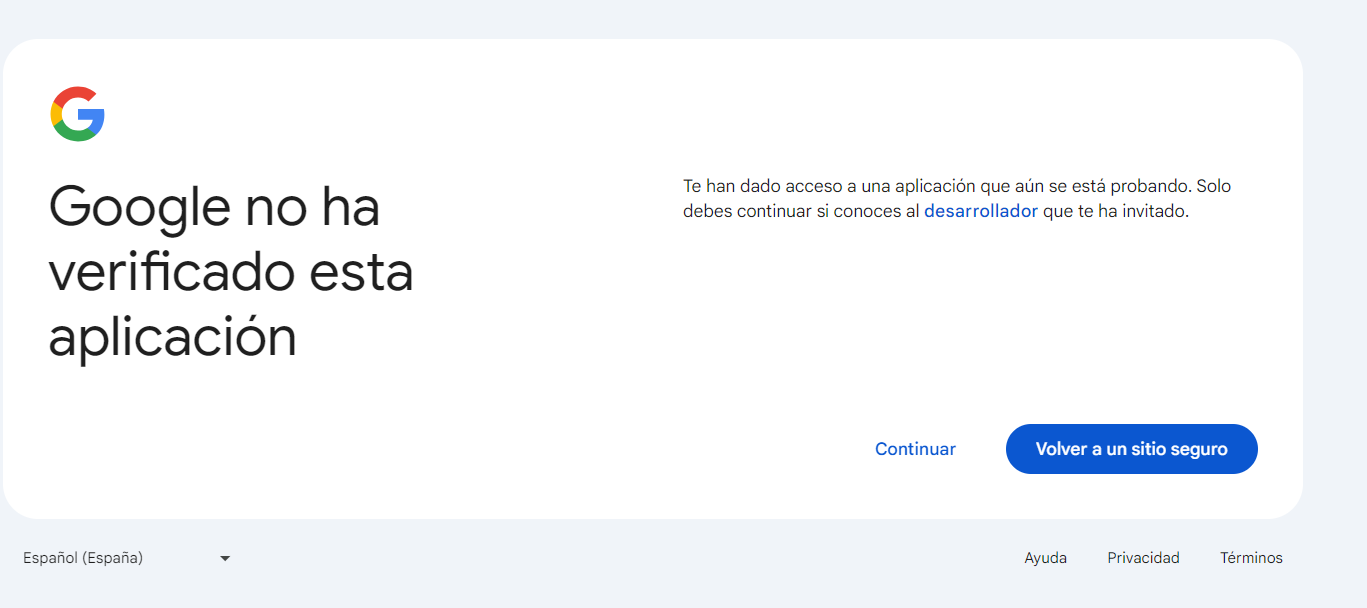 Google no ha
verificado esta
aplicación
Te han dado acceso a una aplicación que aún se está probando. Solo
debes continuar si conoces al desarrollador que te ha invitado.
Continuar
Volver a un sitio seguro
Español (España)
Ayuda
Privacidad
Términos